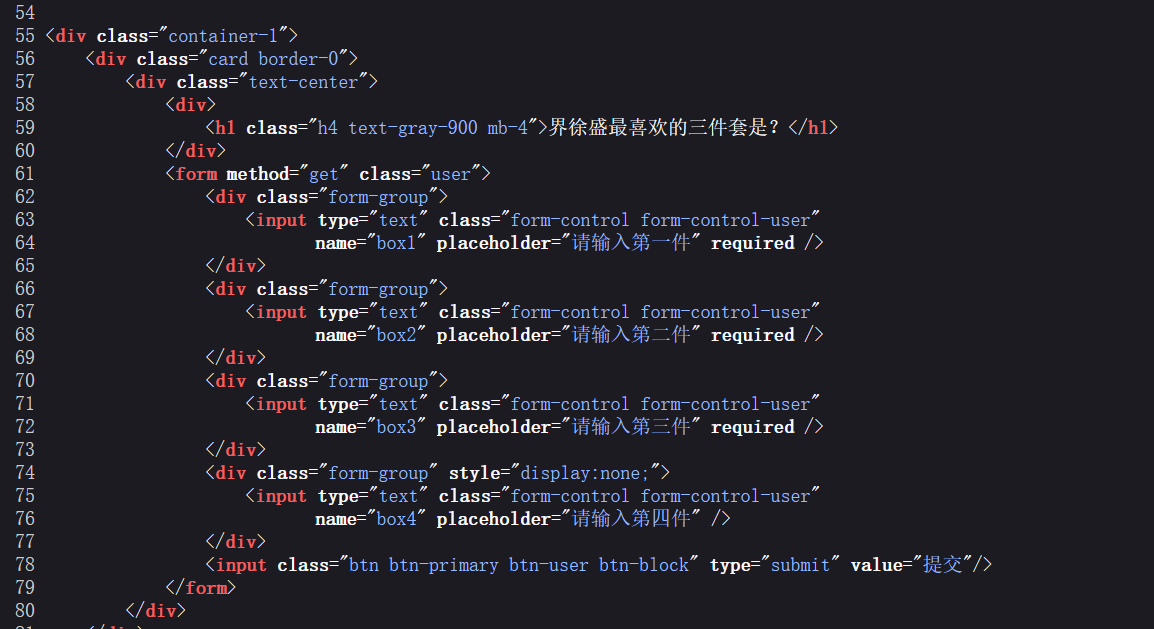 54
55 <div class="container-1">
56 <div class="card border-0">
57 <div class="text-center">
58 <div>
59 <h1 class="h4 text-gray-900 mb-4">界徐盛最喜欢的三件套是？</h1>
60 </div>
61 <form method="get" class="user">
62 <div class="form-group">
63 <input type="text" class="form-control form-control-user"
64 name="box1" placeholder="请输入第一件" required />
65 </div>
66 <div class="form-group">
67 <input type="text" class="form-control form-control-user"
68 name="box2" placeholder="请输入第二件" required />
69 </div>
70 <div class="form-group">
71 <input type="text" class="form-control form-control-user"
72 name="box3" placeholder="请输入第三件" required />
73 </div>
74 <div class="form-group" style="display:none;">
75 <input type="text" class="form-control form-control-user"
76 name="box4" placeholder="请输入第四件" />
77 </div>
78 <input class="btn btn-primary btn-user btn-block" type="submit" value="提交"/>
79 </form>
80 </div>